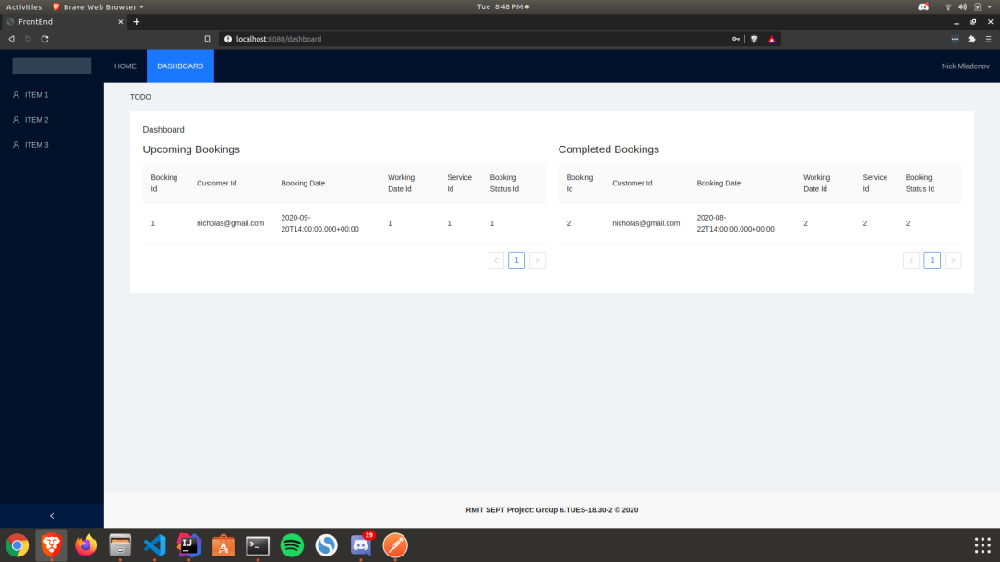 Activities Brave Web Browser Tue 8:48 PM
FrontEnd
localhost:8080/dashboard
HOME DASHBOARD Nick Mladenov
ITEM 1
ITEM 2
ITEM 3
TODO
Dashboard
Upcoming Bookings
Booking Id Customer Id Booking Date Working Date Id Service Id Booking Status Id
1 nicholas@gmail.com 2020-09-20T14:00:00.000+00:00 1 1 1
< 1 >
Completed Bookings
Booking Id Customer Id Booking Date Working Date Id Service Id Booking Status Id
2 nicholas@gmail.com 2020-08-22T14:00:00.000+00:00 2 2 2
< 1 >
RMIT SEPT Project: Group 6.TUES-18.30-2 © 2020
IJ
29